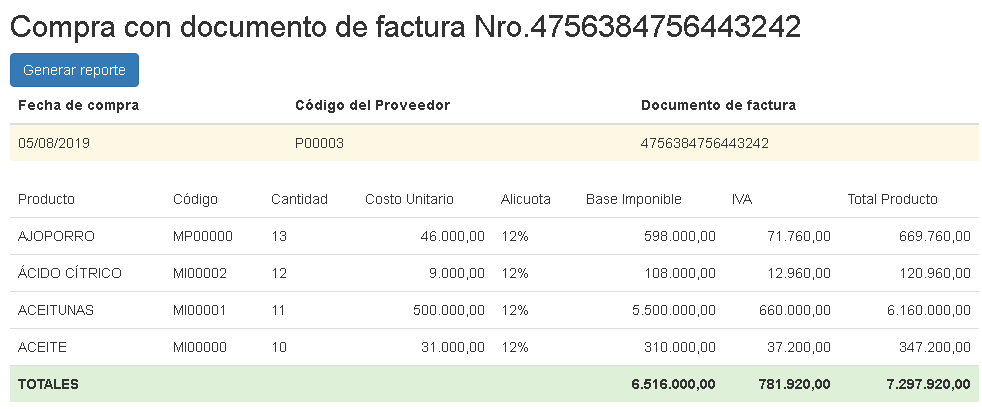 Compra con documento de factura Nro.4756384756443242
Generar reporte
Fecha de compra Código del Proveedor Documento de factura
05/08/2019 P00003 4756384756443242
Producto Código Cantidad Costo Unitario Alicuota Base Imponible IVA Total Producto
AJOPORRO MP00000 13 46.000,00 12% 598.000,00 71.760,00 669.760,00
ÁCIDO CÍTRICO MI00002 12 9.000,00 12% 108.000,00 12.960,00 120.960,00
ACEITUNAS MI00001 11 500.000,00 12% 5.500.000,00 660.000,00 6.160.000,00
ACEITE MI00000 10 31.000,00 12% 310.000,00 37.200,00 347.200,00
TOTALES 6.516.000,00 781.920,00 7.297.920,00